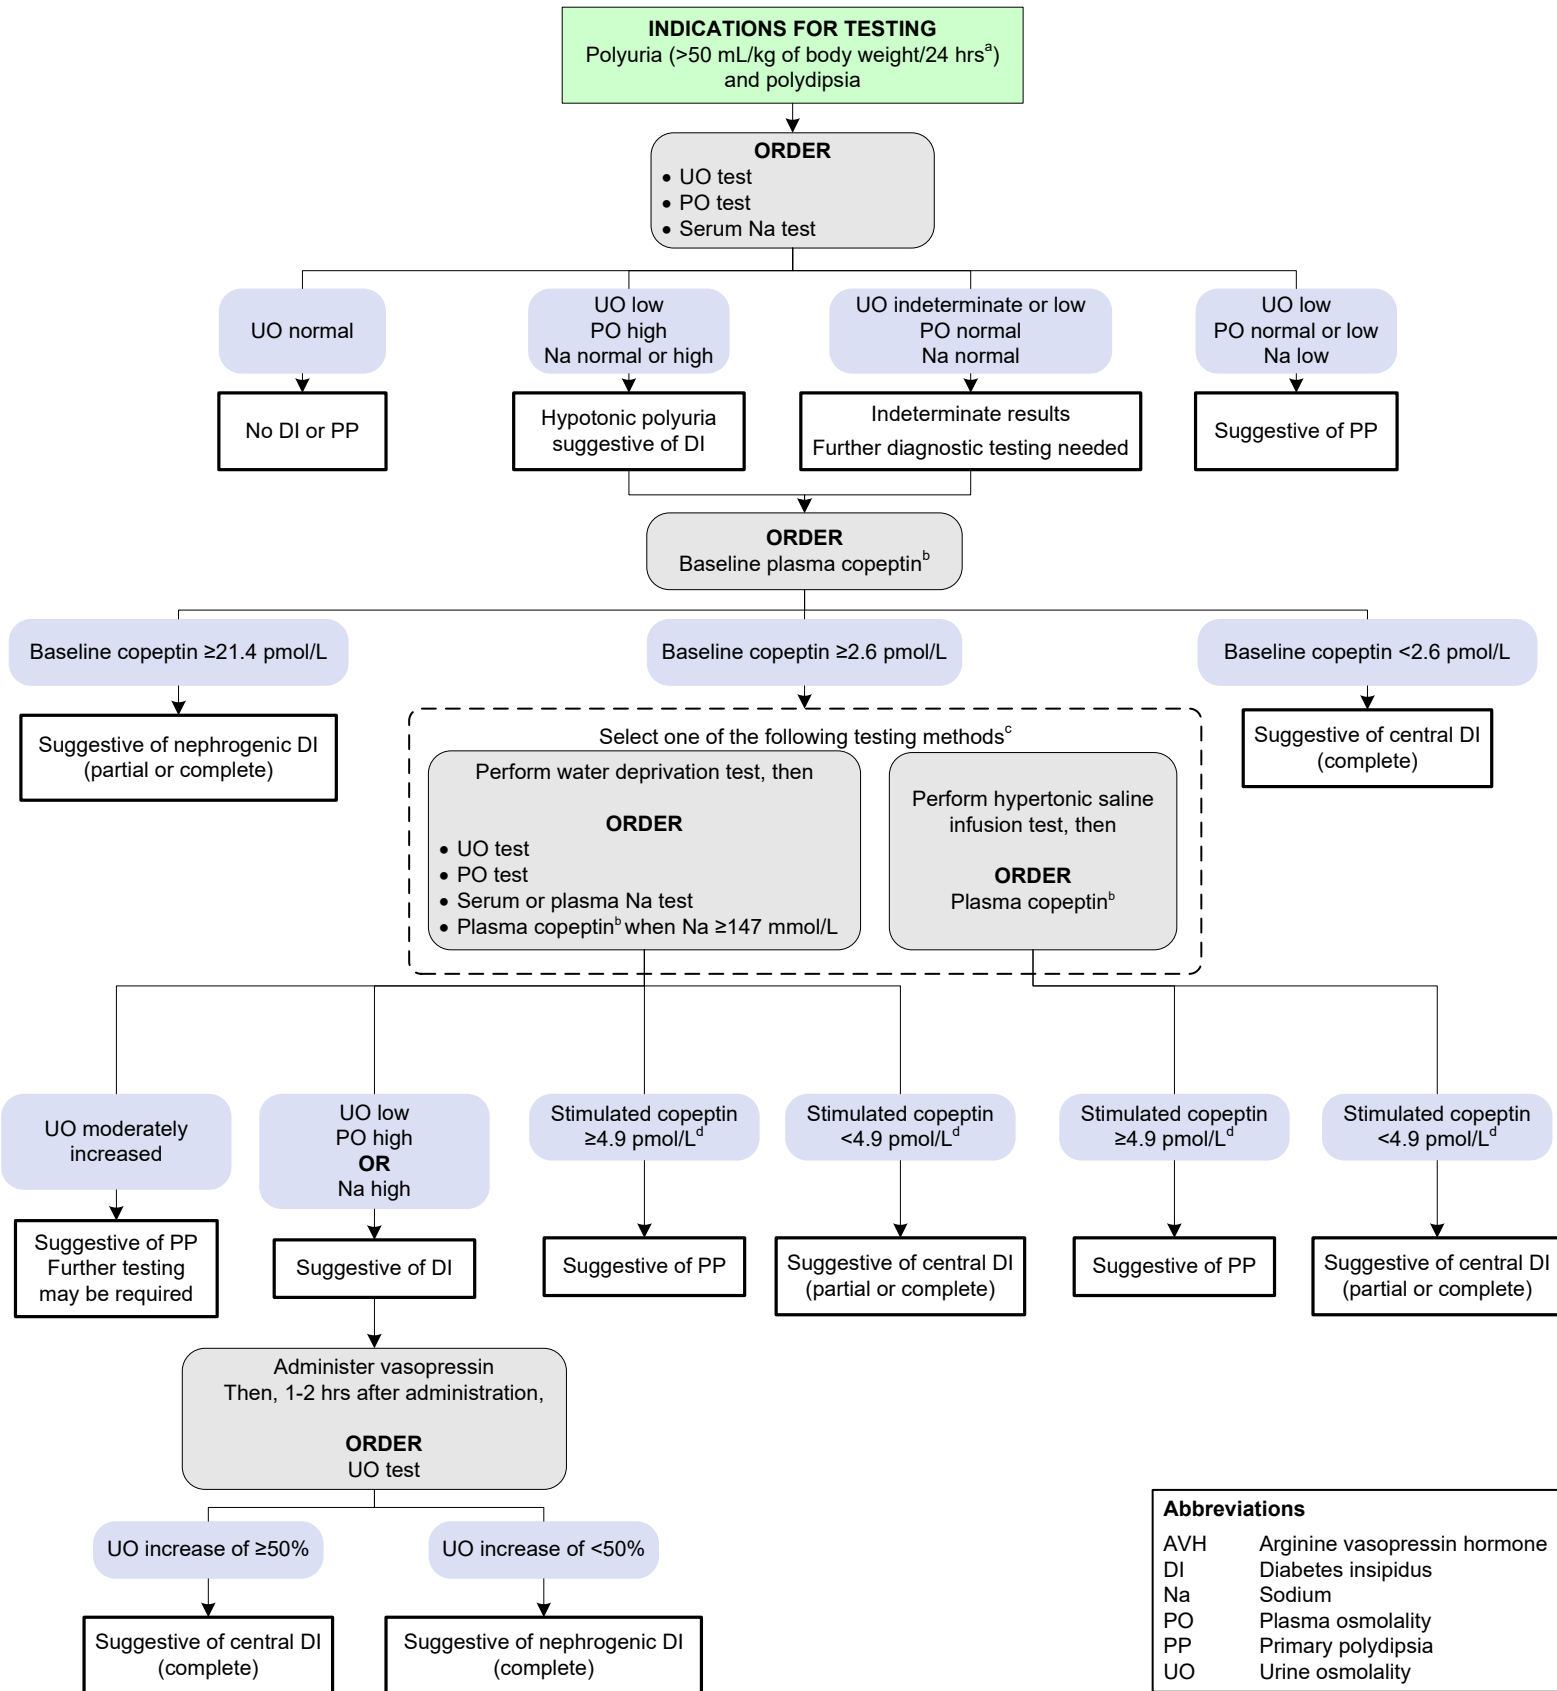 INDICATIONS FOR TESTING
Polyuria (>50 mL/kg of body weight/24 hrsᵃ)
and polydipsia
ORDER
• UO test
• PO test
• Serum Na test
UO normal
UO low
PO high
Na normal or high
UO indeterminate or low
PO normal
Na normal
UO low
PO normal or low
Na low
No DI or PP
Hypotonic polyuria
suggestive of DI
Indeterminate results
Further diagnostic testing needed
Suggestive of PP
ORDER
Baseline plasma copeptinᵇ
Baseline copeptin ≥21.4 pmol/L
Baseline copeptin ≥2.6 pmol/L
Baseline copeptin <2.6 pmol/L
Suggestive of nephrogenic DI
(partial or complete)
Suggestive of central DI
(complete)
Select one of the following testing methodsᶜ
Perform water deprivation test, then
ORDER
• UO test
• PO test
• Serum or plasma Na test
• Plasma copeptinᵇ when Na ≥147 mmol/L
Perform hypertonic saline
infusion test, then
ORDER
Plasma copeptinᵇ
UO moderately
increased
UO low
PO high
OR
Na high
Stimulated copeptin
≥4.9 pmol/Lᵈ
Stimulated copeptin
<4.9 pmol/Lᵈ
Stimulated copeptin
≥4.9 pmol/Lᵈ
Stimulated copeptin
<4.9 pmol/Lᵈ
Suggestive of PP
Further testing
may be required
Suggestive of DI
Suggestive of PP
Suggestive of central DI
(partial or complete)
Suggestive of PP
Suggestive of central DI
(partial or complete)
Administer vasopressin
Then, 1-2 hrs after administration,
ORDER
UO test
UO increase of ≥50%
UO increase of <50%
Suggestive of central DI
(complete)
Suggestive of nephrogenic DI
(complete)
Abbreviations
AVH Arginine vasopressin hormone
DI Diabetes insipidus
Na Sodium
PO Plasma osmolality
PP Primary polydipsia
UO Urine osmolality